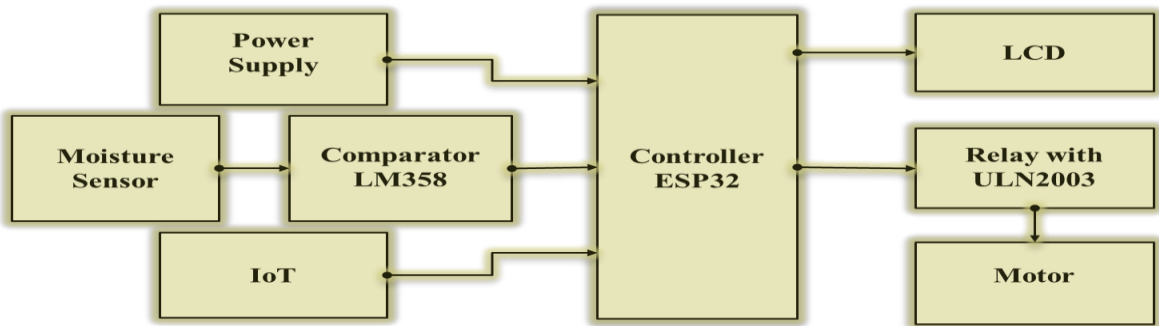 Power
Supply
LCD
Moisture
Sensor
Comparator
LM358
Controller
ESP32
Relay with
ULN2003
IoT
Motor